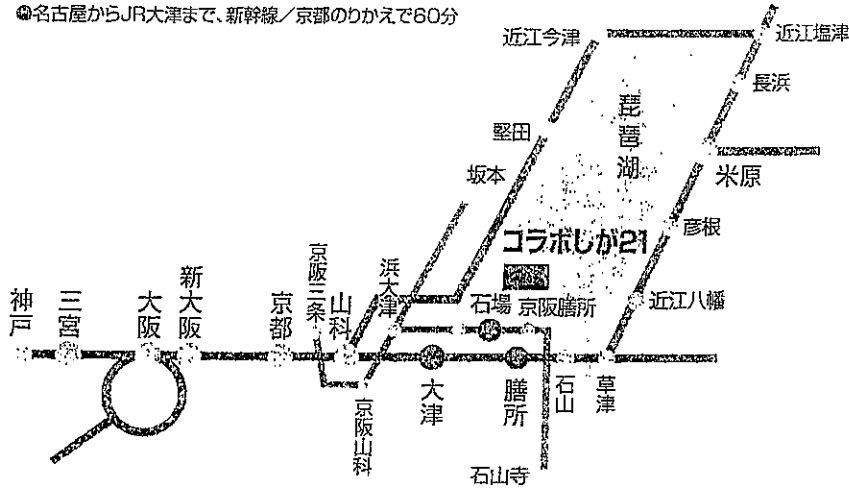 名古屋からJR大津まで、新幹線／京都のりかえで60分
近江今津
近江塩津
長浜
琵琶湖
堅田
坂本
米原
彦根
コラボしが21
京阪三条
浜大津
石場
京阪膳所
近江八幡
神戸
三宮
大阪
新大阪
京都
山科
大津
膳所
石山
草津
京阪山科
石山寺